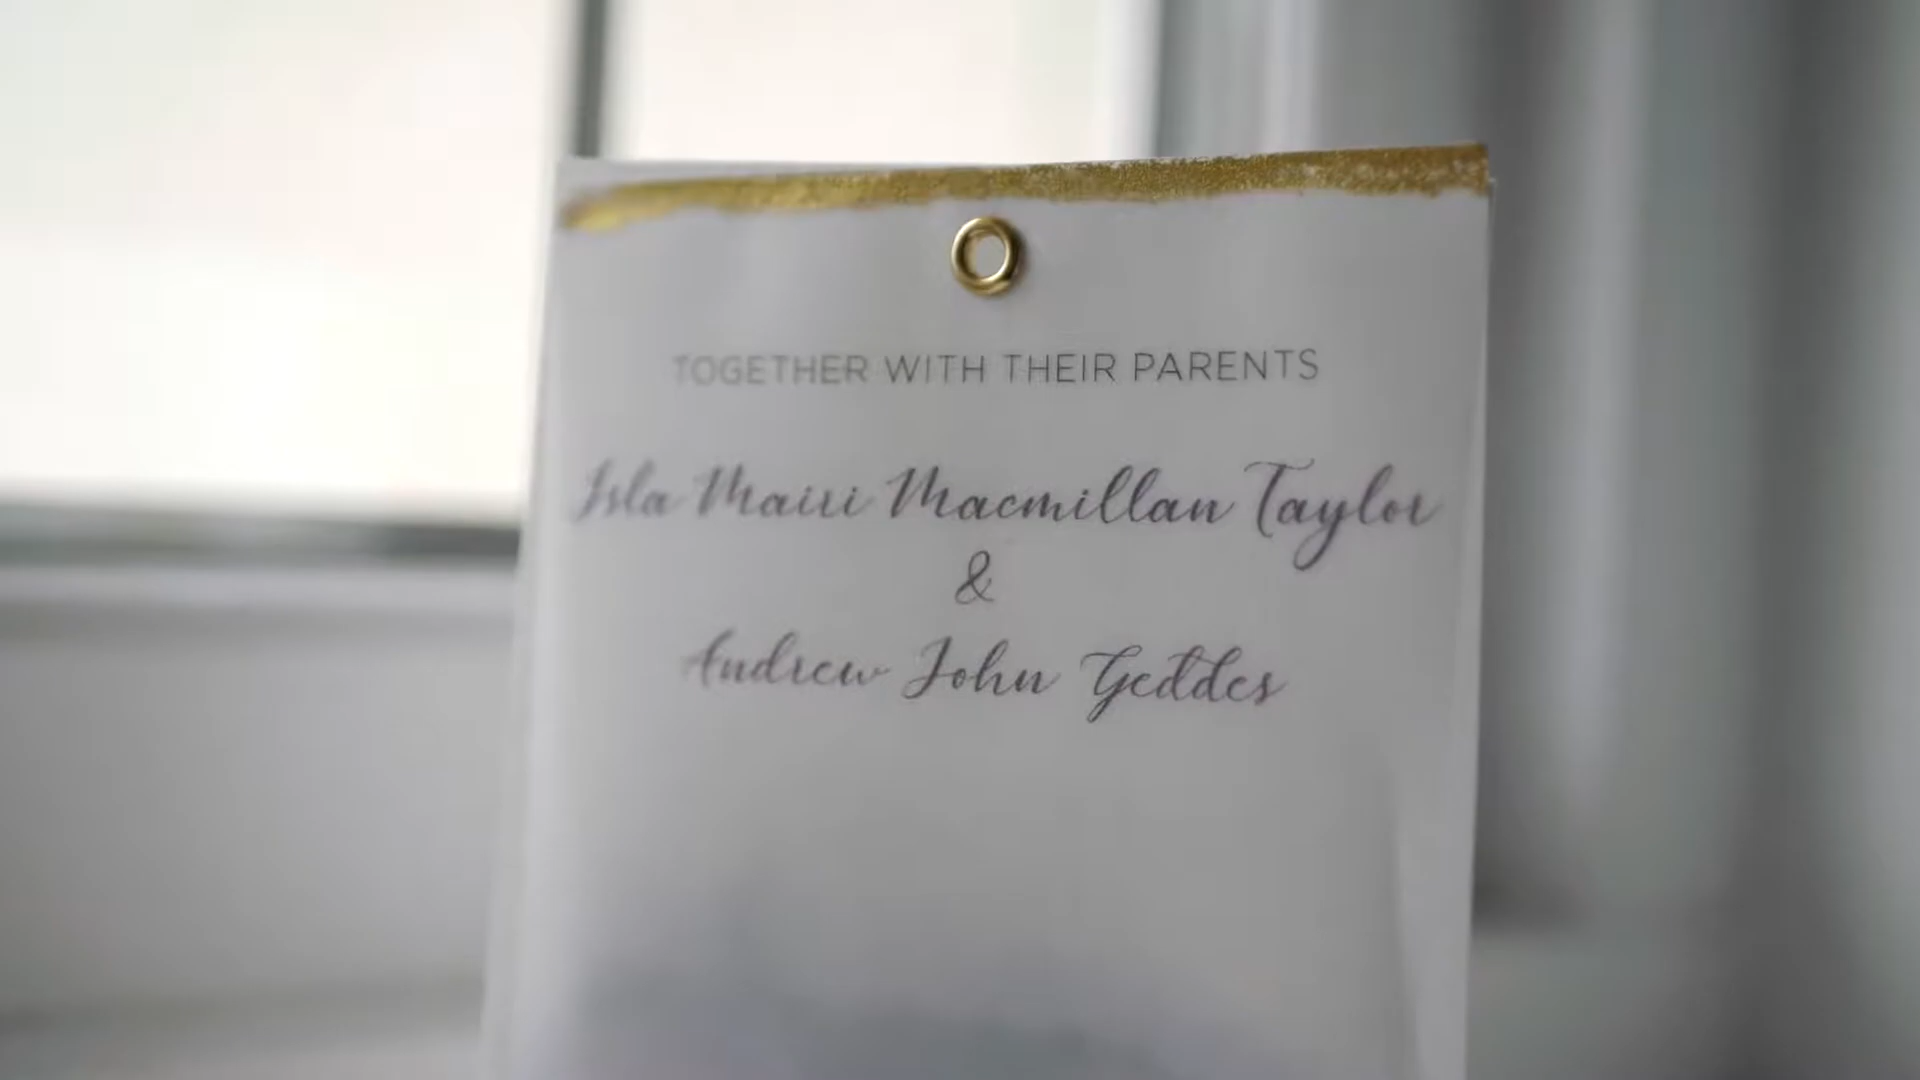 TOGETHER WITH THEIR PARENTS
Isla Mairi Macmillan Taylor
&
Andrew John Geddes